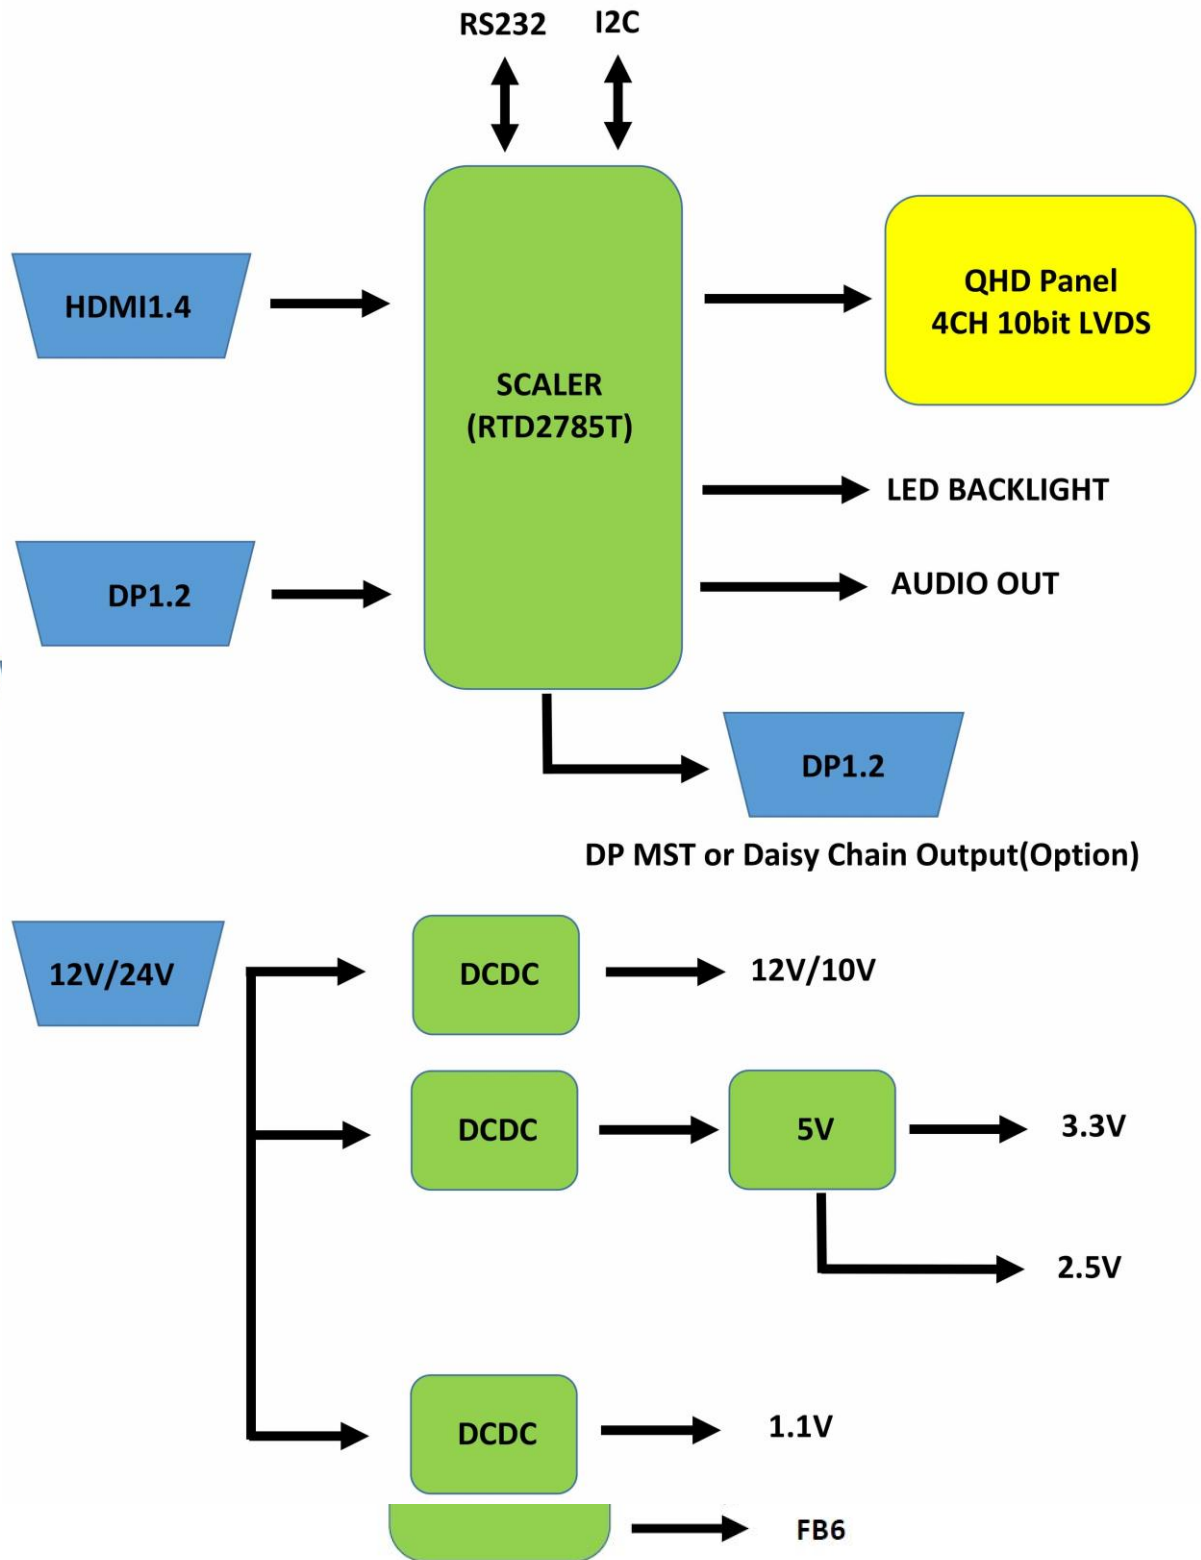 RS232
I2C
HDMI1.4
QHD Panel
4CH 10bit LVDS
SCALER
(RTD2785T)
LED BACKLIGHT
DP1.2
AUDIO OUT
DP1.2
DP MST or Daisy Chain Output(Option)
12V/24V
DCDC
12V/10V
DCDC
5V
3.3V
2.5V
DCDC
1.1V
FB6